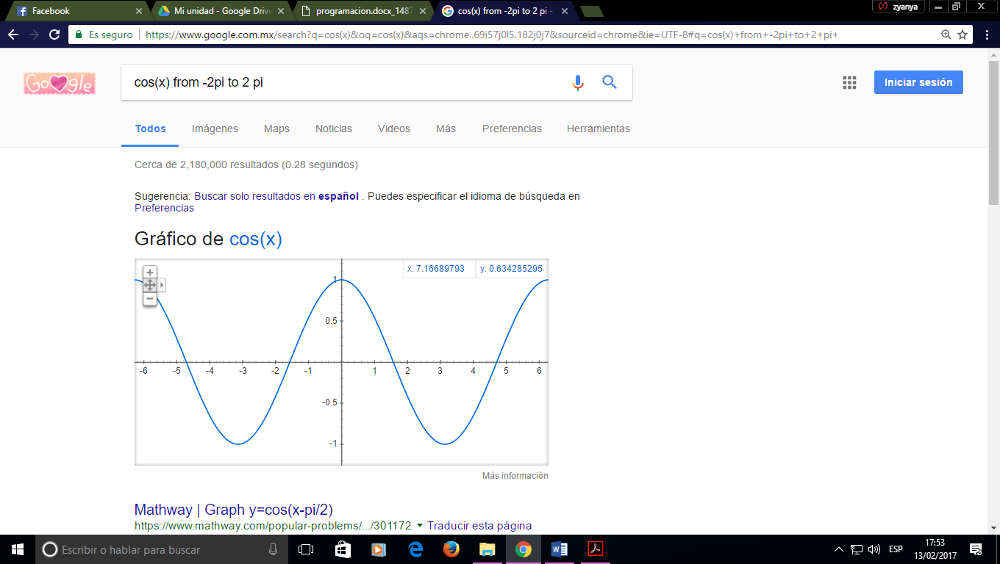 Facebook
Mi unidad - Google Drive
programacion.docx_1487
cos(x) from -2pi to 2 pi -
zyanya
Es seguro
https://www.google.com.mx/search?q=cos(x)&oq=cos(x)&aqs=chrome..69i57j0l5.182j0j7&sourceid=chrome&ie=UTF-8#q=cos(x)+from+-2pi+to+2+pi+
Google
cos(x) from -2pi to 2 pi
Iniciar sesión
Todos Imágenes Maps Noticias Videos Más Preferencias Herramientas
Cerca de 2,180,000 resultados (0.28 segundos)
Sugerencia: Buscar solo resultados en español . Puedes especificar el idioma de búsqueda en
Preferencias
Gráfico de cos(x)
x: 7.16689793 y: 0.634285295
1
0.5
-6 -5 -4 -3 -2 -1 1 2 3 4 5 6
-0.5
-1
Más información
Mathway | Graph y=cos(x-pi/2)
https://www.mathway.com/popular-problems/.../301172 Traducir esta página
Escribir o hablar para buscar
ESP
17:53
13/02/2017